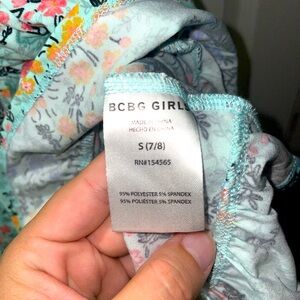 BCBG GIRLS
MADE IN CHINA
HECHO EN CHINA
S (7/8)
RN#154565
95% POLYESTER 5% SPANDEX
95% POLIÉSTER 5% SPANDEX